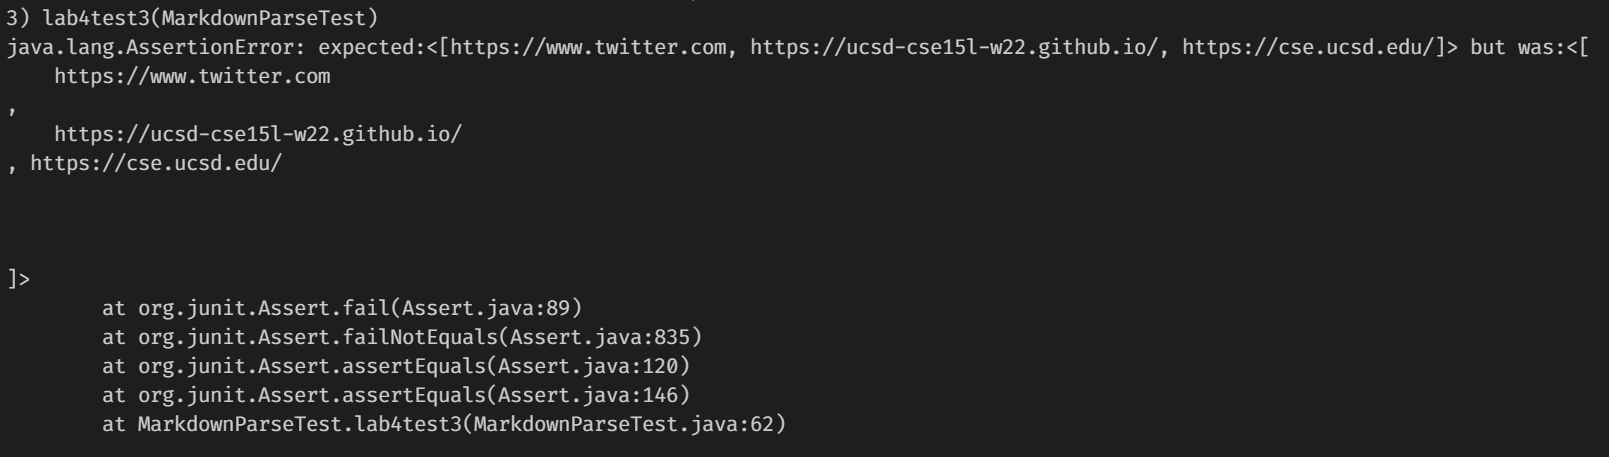 3) lab4test3(MarkdownParseTest)
java.lang.AssertionError: expected:<[https://www.twitter.com, https://ucsd-cse15l-w22.github.io/, https://cse.ucsd.edu/]> but was:<[
    https://www.twitter.com
,
    https://ucsd-cse15l-w22.github.io/
, https://cse.ucsd.edu/



]>
        at org.junit.Assert.fail(Assert.java:89)
        at org.junit.Assert.failNotEquals(Assert.java:835)
        at org.junit.Assert.assertEquals(Assert.java:120)
        at org.junit.Assert.assertEquals(Assert.java:146)
        at MarkdownParseTest.lab4test3(MarkdownParseTest.java:62)